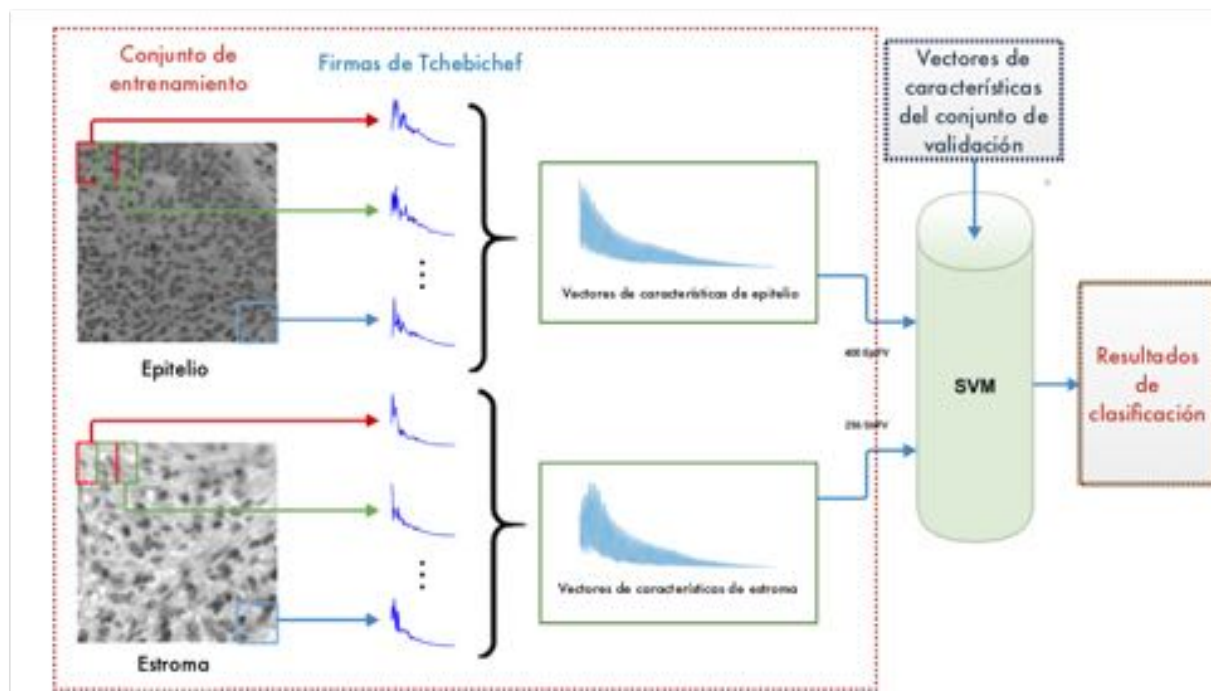 Conjunto de
entrenamiento
Firmas de Tchebichef
Epitelio
Estroma
Vectores de características de epitelio
Vectores de característicos de estroma
Vectores de
características
del conjunto de
validación
SVM
Resultados
de
clasificación